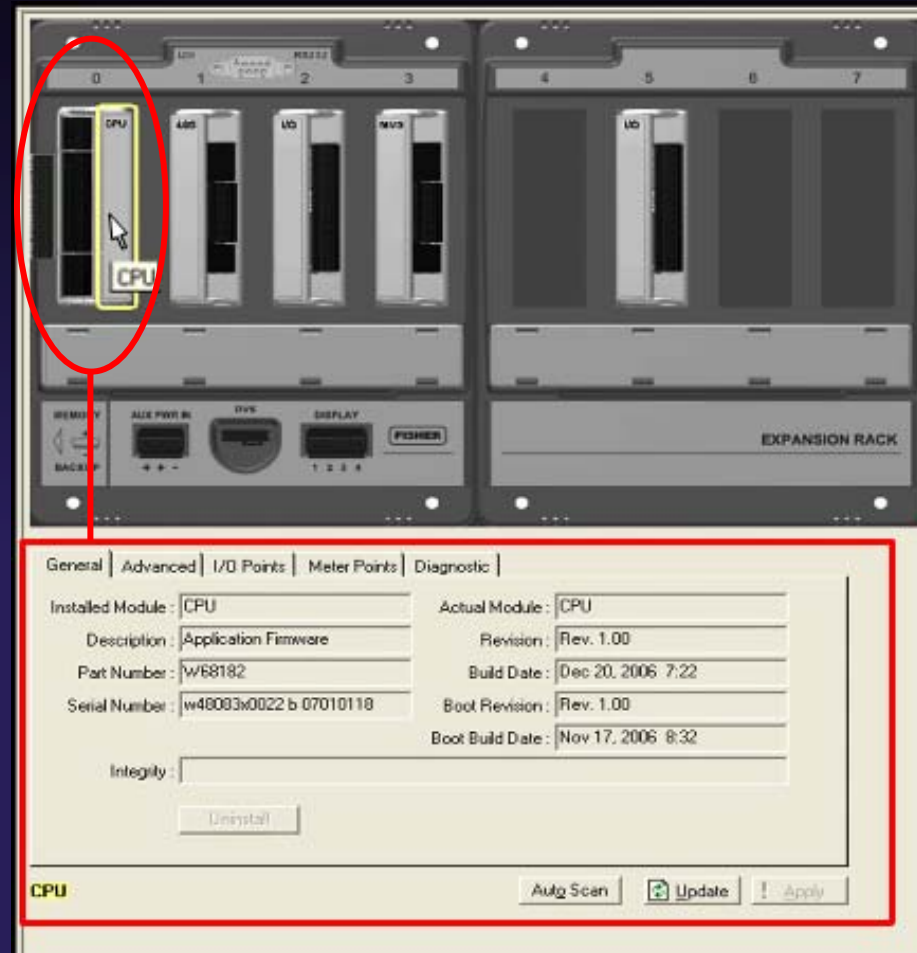 LOI RS232
0 1 2 3 4 5 6 7
CPU 485 I/O MVS I/O
CPU
MEMORY AUX PWR IN DVS DISPLAY
FISHER
EXPANSION RACK
BACKUP + + - 1 2 3 4
General Advanced I/O Points Meter Points Diagnostic
Installed Module : CPU Actual Module : CPU
Description : Application Firmware Revision : Rev. 1.00
Part Number : W68182 Build Date : Dec 20, 2006 7:22
Serial Number : w48083x0022 b 07010118 Boot Revision : Rev. 1.00
Boot Build Date : Nov 17, 2006 8:32
Integrity :
Uninstall
CPU Auto Scan Update ! Apply